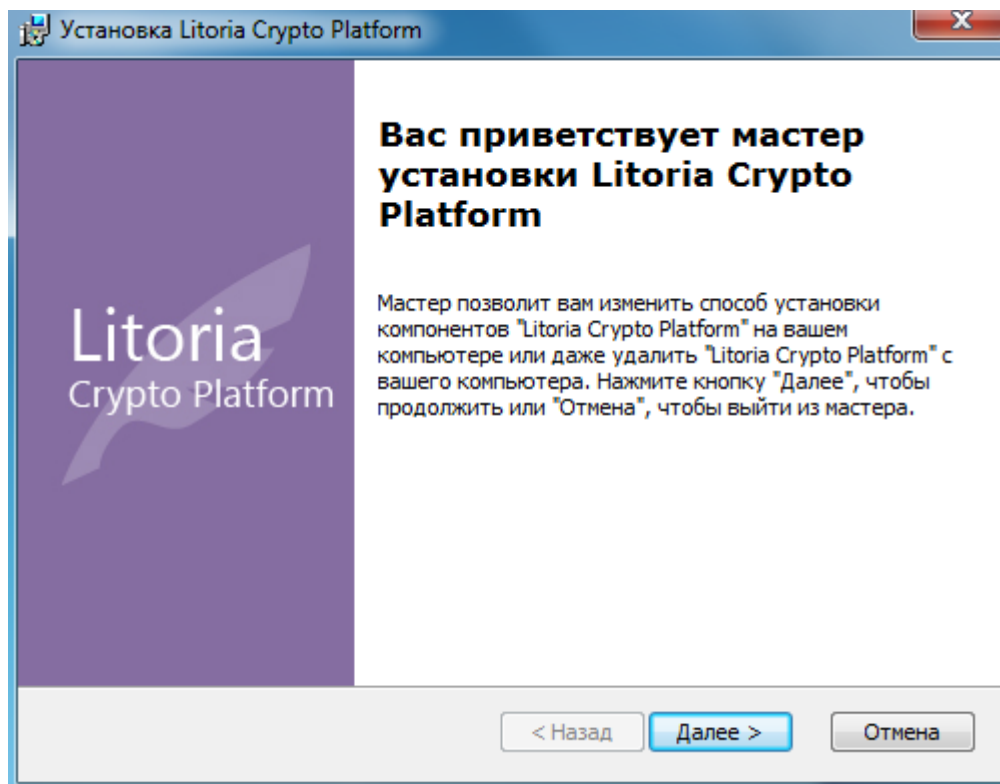 Установка Litoria Crypto Platform
Вас приветствует мастер
установки Litoria Crypto
Platform
Litoria
Crypto Platform
Мастер позволит вам изменить способ установки
компонентов "Litoria Crypto Platform" на вашем
компьютере или даже удалить "Litoria Crypto Platform" с
вашего компьютера. Нажмите кнопку "Далее", чтобы
продолжить или "Отмена", чтобы выйти из мастера.
< Назад Далее > Отмена